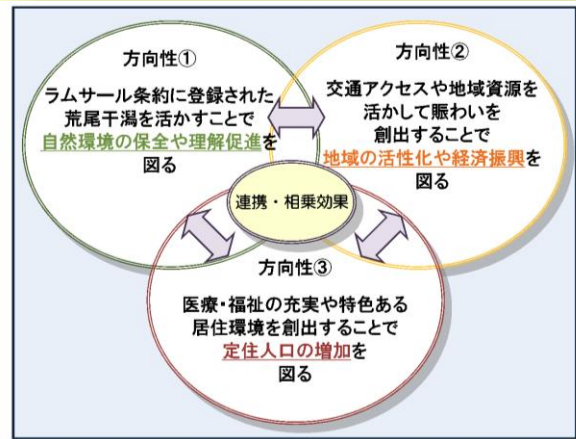 方向性①
ラムサール条約に登録された
荒尾干潟を活かすことで
自然環境の保全や理解促進を
図る
方向性②
交通アクセスや地域資源を
活かして賑わいを
創出することで
地域の活性化や経済振興を
図る
連携・相乗効果
方向性③
医療・福祉の充実や特色ある
居住環境を創出することで
定住人口の増加を
図る